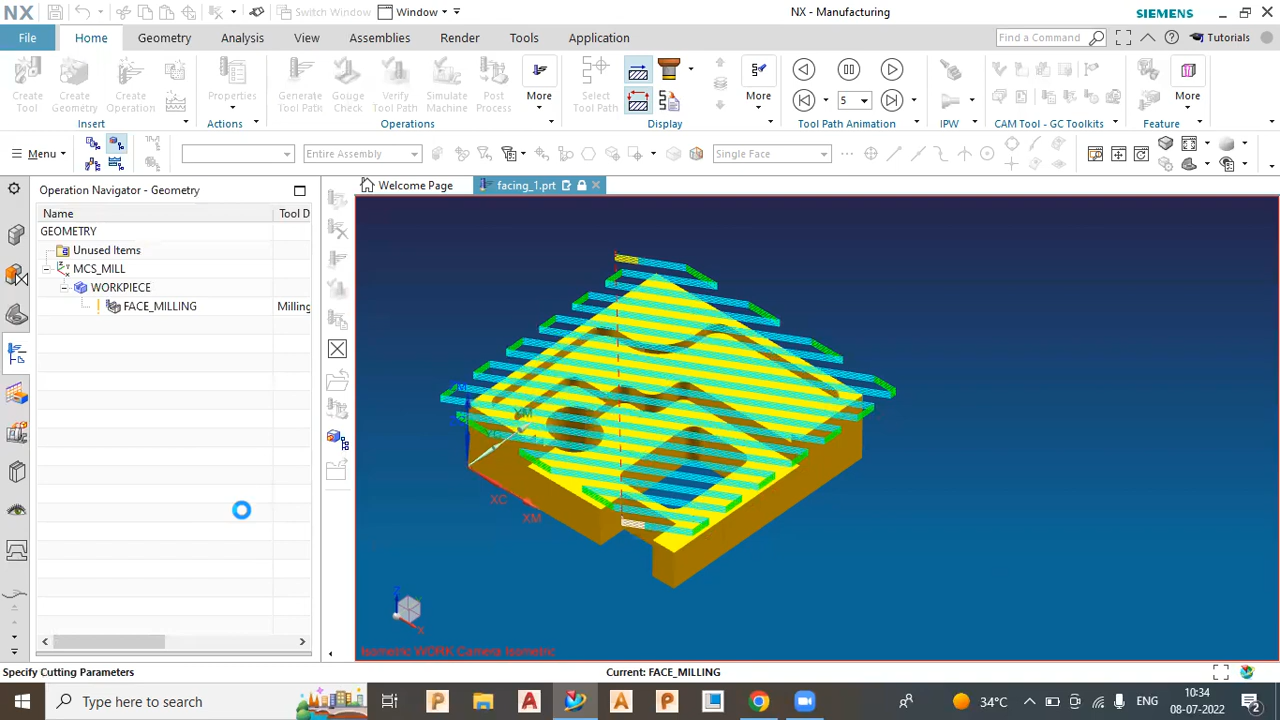 NX
Switch Window
Window
NX - Manufacturing
SIEMENS
File
Home
Geometry
Analysis
View
Assemblies
Render
Tools
Application
Find a Command
Tutorials
Create Tool
Create Geometry
Create Operation
Properties
Generate Tool Path
Gouge Check
Verify Tool Path
Simulate Machine
Post Process
More
Select Tool Path
More
5
More
Insert
Actions
Operations
Display
Tool Path Animation
IPW
CAM Tool - GC Toolkits
Feature
Menu
Entire Assembly
Single Face
Operation Navigator - Geometry
Welcome Page
facing_1.prt
Name
Tool D
GEOMETRY
Unused Items
MCS_MILL
WORKPIECE
FACE_MILLING
Milling
YM
YC
XC
XM
Z
X
Isometric WORK Camera Isometric
Specify Cutting Parameters
Current: FACE_MILLING
Type here to search
34°C
10:34
08-07-2022
2